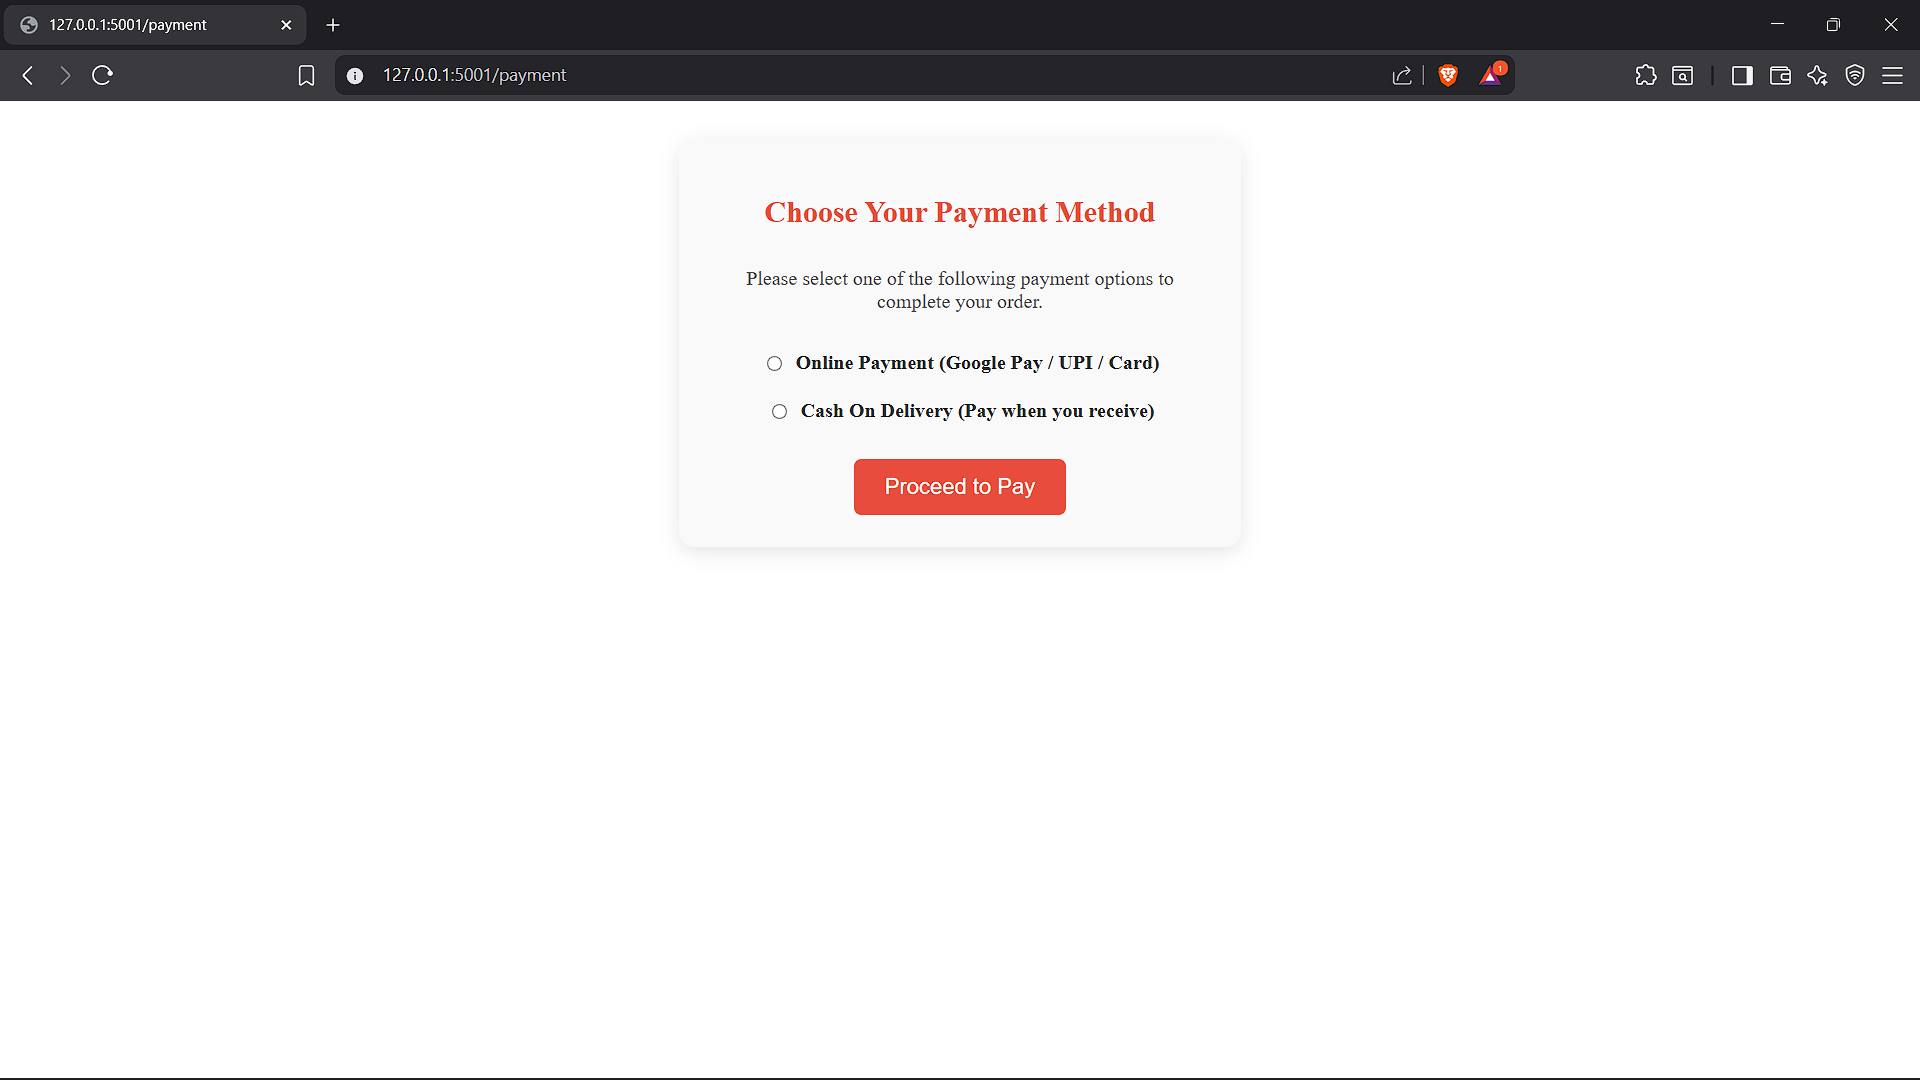 127.0.0.1:5001/payment
127.0.0.1:5001/payment
1
Choose Your Payment Method
Please select one of the following payment options to
complete your order.
Online Payment (Google Pay / UPI / Card)
Cash On Delivery (Pay when you receive)
Proceed to Pay